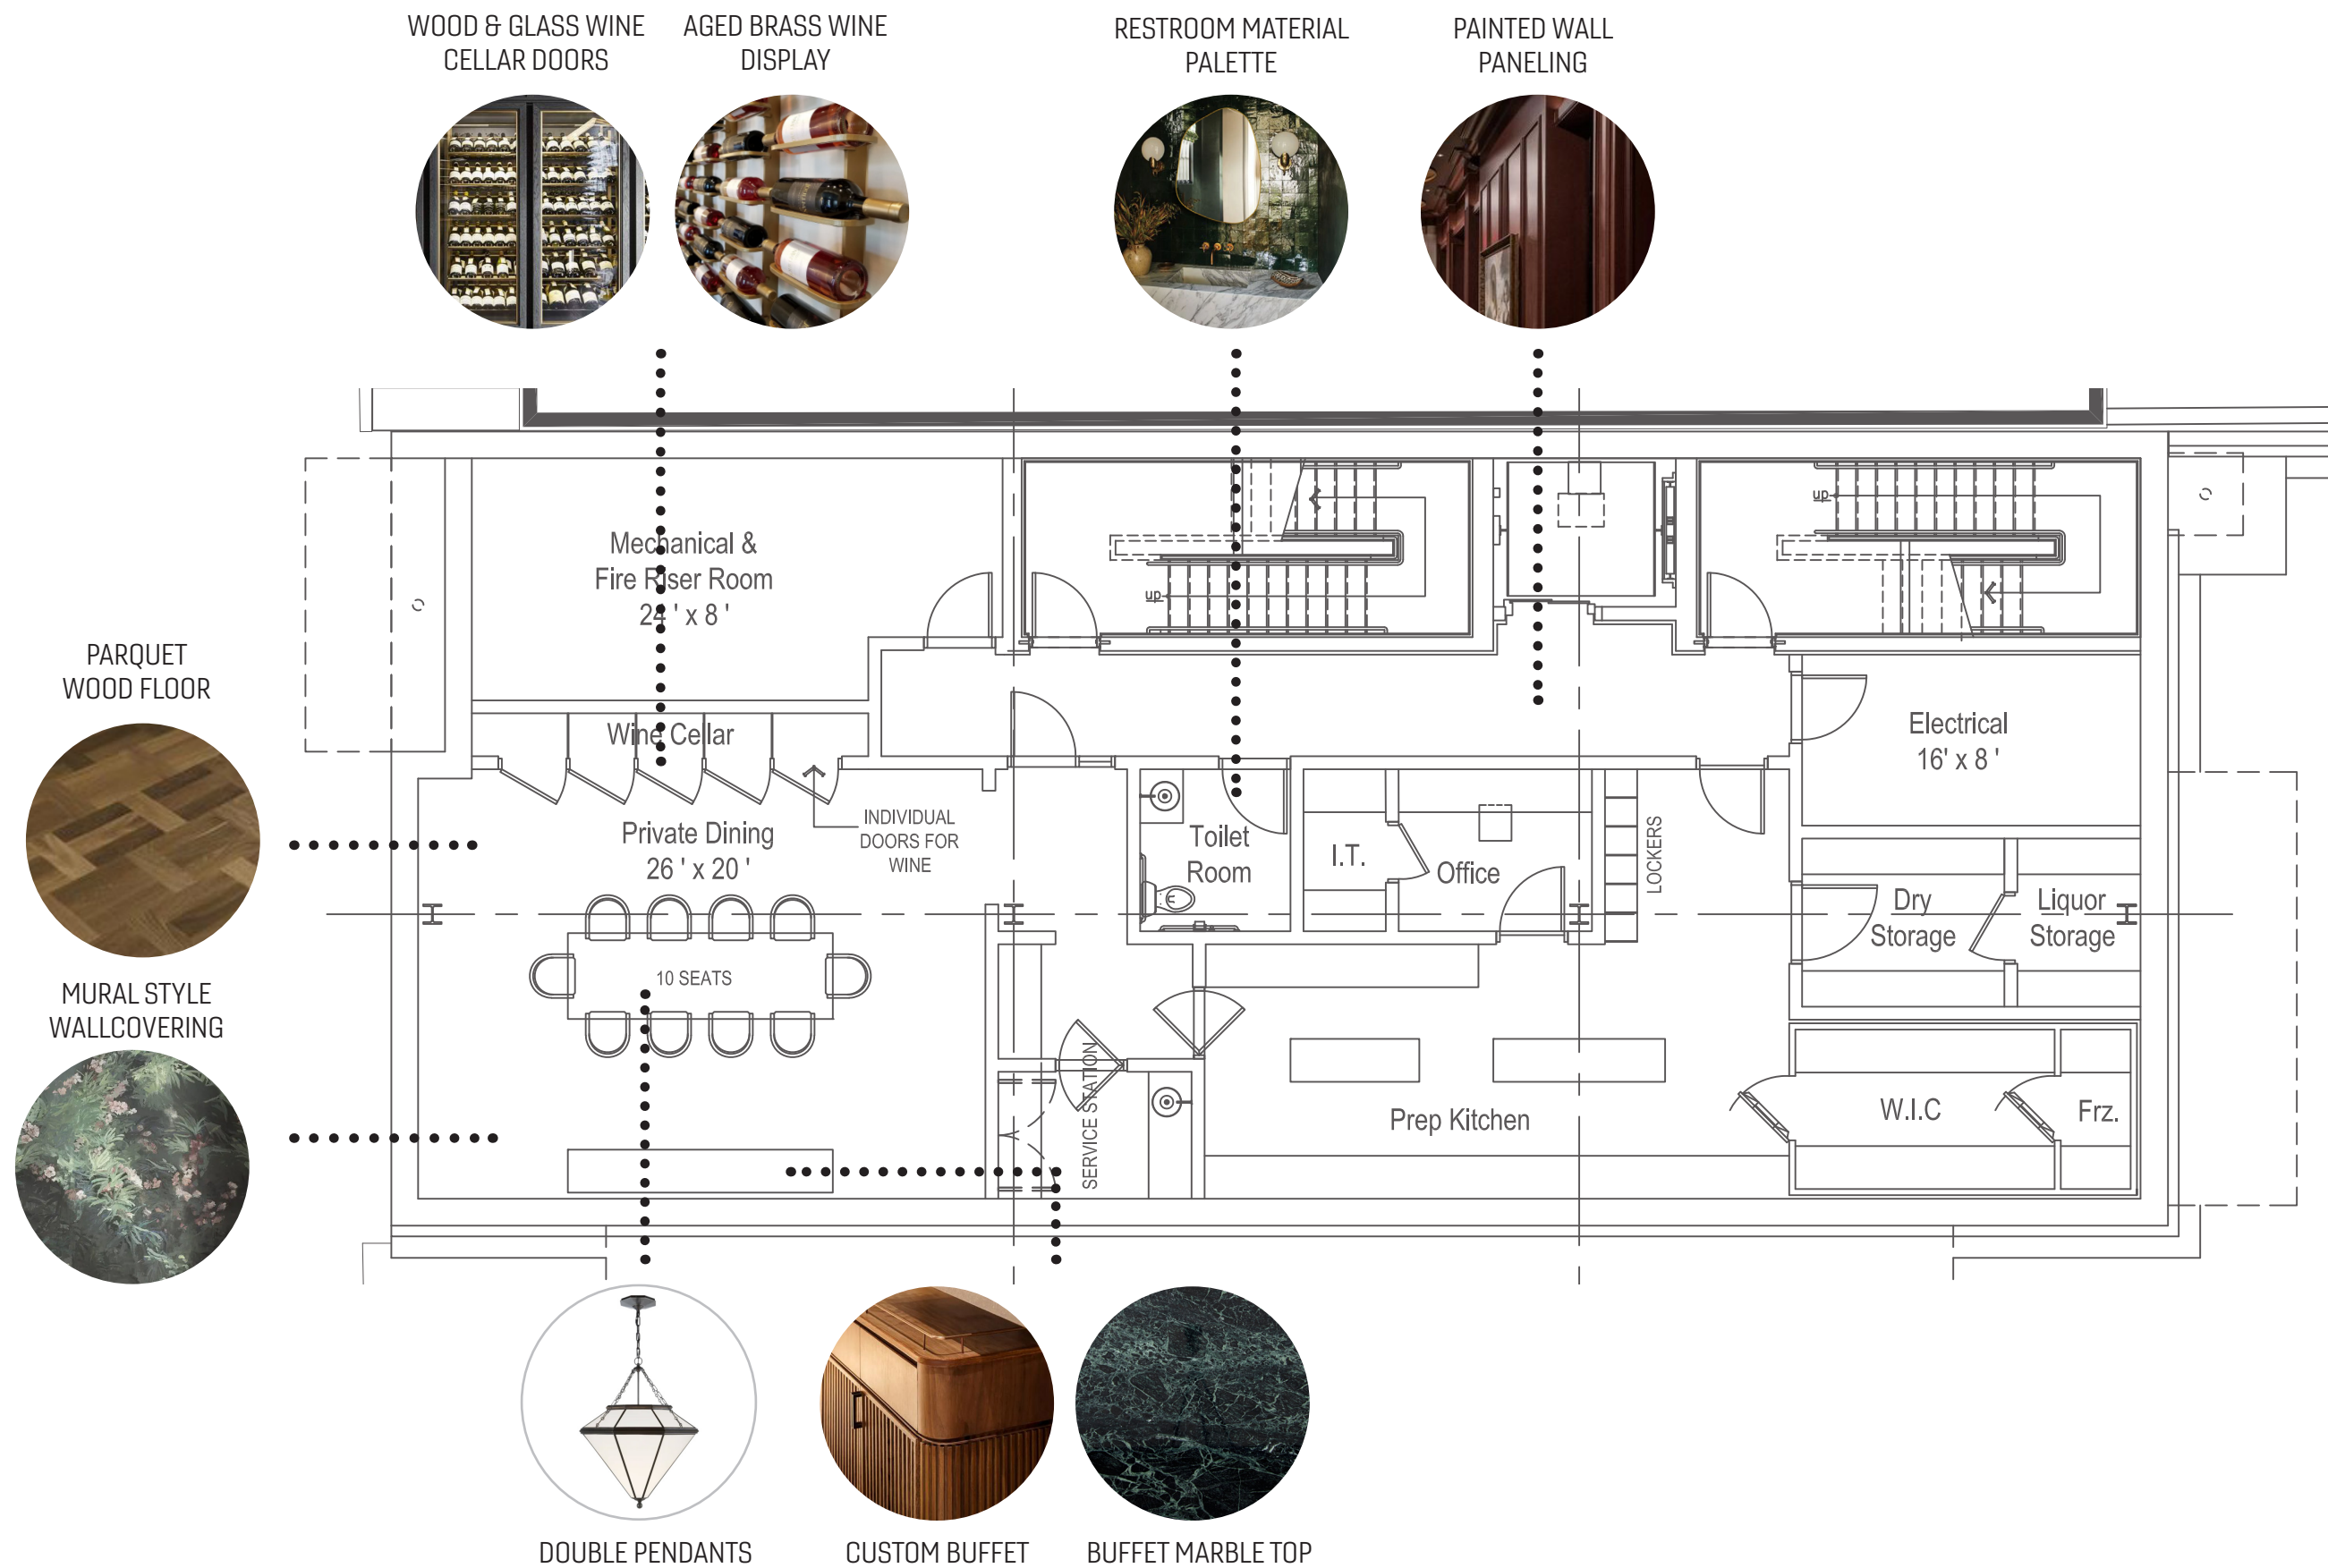 WOOD & GLASS WINE
CELLAR DOORS
AGED BRASS WINE
DISPLAY
RESTROOM MATERIAL
PALETTE
PAINTED WALL
PANELING
Mechanical &
Fire Riser Room
24 ' x 8 '
up
up
PARQUET
WOOD FLOOR
Wine Cellar
Electrical
16' x 8 '
INDIVIDUAL
DOORS FOR
WINE
Private Dining
26 ' x 20 '
Toilet
Room
I.T.
Office
LOCKERS
Dry
Storage
Liquor
Storage
10 SEATS
MURAL STYLE
WALLCOVERING
SERVICE STATION
Prep Kitchen
W.I.C
Frz.
DOUBLE PENDANTS
CUSTOM BUFFET
BUFFET MARBLE TOP